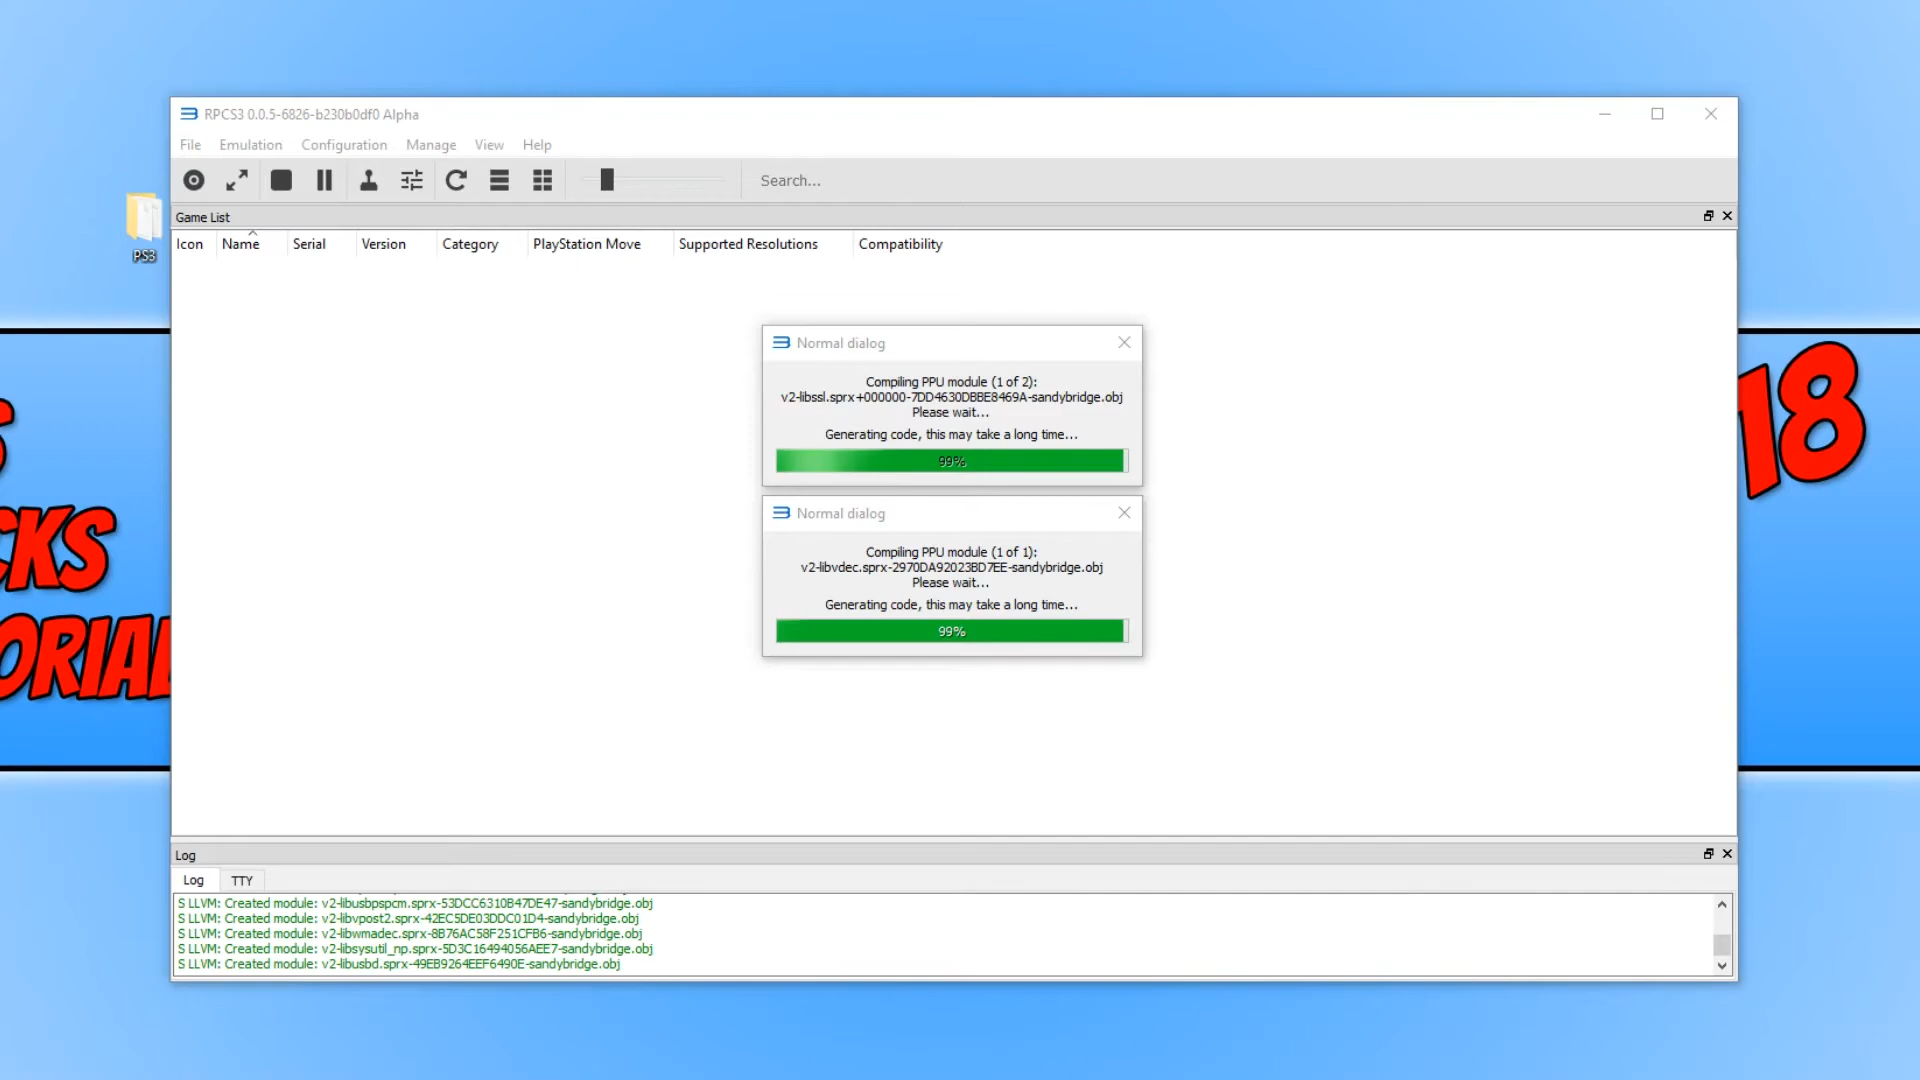 RPCS3 0.0.5-6826-b230b0df0 Alpha
File Emulation Configuration Manage View Help
Search...
PS3
Game List
Icon Name Serial Version Category PlayStation Move Supported Resolutions Compatibility
Normal dialog
Compiling PPU module (1 of 2):
v2-libssl.sprx+000000-7DD4630DBBE8469A-sandybridge.obj
Please wait...
Generating code, this may take a long time...
99%
Normal dialog
Compiling PPU module (1 of 1):
v2-libvdec.sprx-2970DA92023BD7EE-sandybridge.obj
Please wait...
Generating code, this may take a long time...
99%
18
CKS
ORIAL
Log
Log TTY
S LLVM: Created module: v2-libusbpspcm.sprx-53DCC6310B47DE47-sandybridge.obj
S LLVM: Created module: v2-libvpost2.sprx-42EC5DE03DDC01D4-sandybridge.obj
S LLVM: Created module: v2-libwmadec.sprx-8B76AC58F251CFB6-sandybridge.obj
S LLVM: Created module: v2-libsysutil_np.sprx-5D3C16494056AEE7-sandybridge.obj
S LLVM: Created module: v2-libusbd.sprx-49EB9264EEF6490E-sandybridge.obj